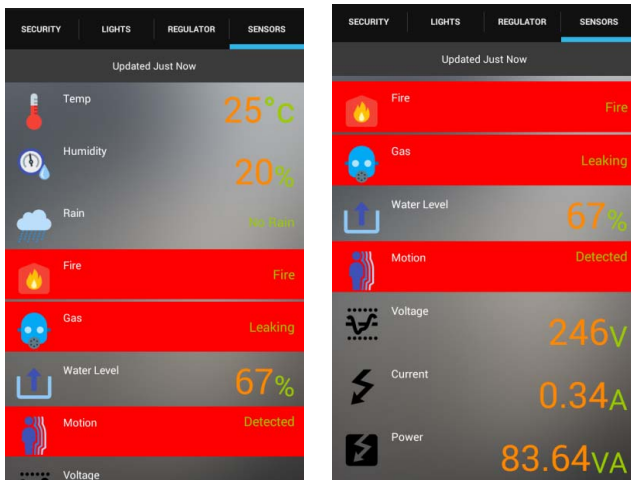 SECURITY LIGHTS REGULATOR SENSORS
Updated Just Now
Temp 25°C
Humidity 20%
Rain No Rain
Fire Fire
Gas Leaking
Water Level 67%
Motion Detected
Voltage
SECURITY LIGHTS REGULATOR SENSORS
Updated Just Now
Fire Fire
Gas Leaking
Water Level 67%
Motion Detected
Voltage 246V
Current 0.34A
Power 83.64VA